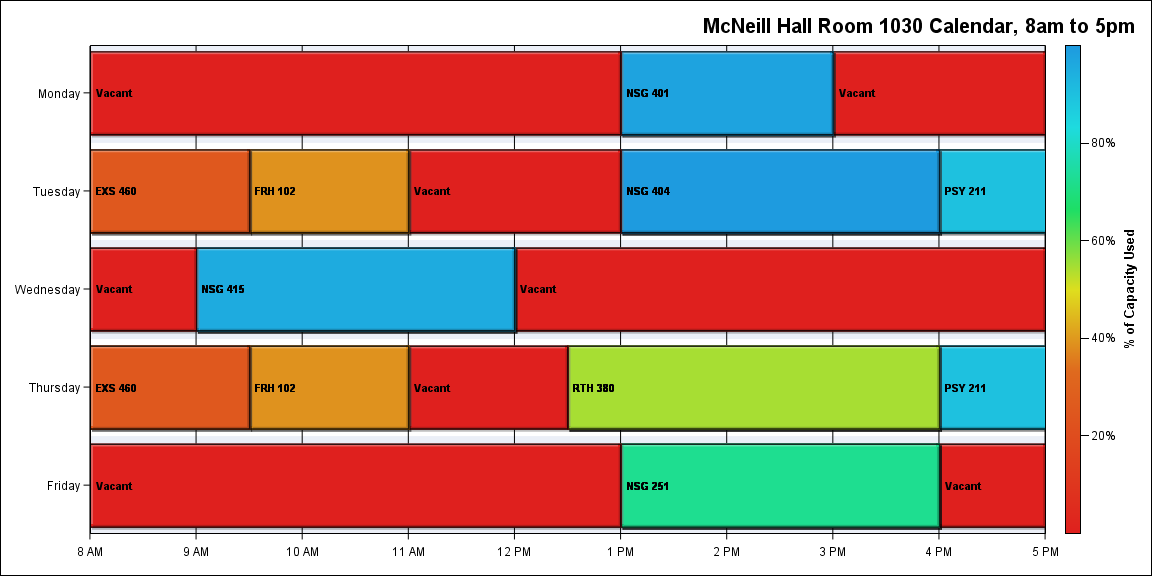 McNeill Hall Room 1030 Calendar, 8am to 5pm
Monday
Vacant
NSG 401
Vacant
Tuesday
EXS 460
FRH 102
Vacant
NSG 404
PSY 211
Wednesday
Vacant
NSG 415
Vacant
Thursday
EXS 460
FRH 102
Vacant
RTH 380
PSY 211
Friday
Vacant
NSG 251
Vacant
8 AM
9 AM
10 AM
11 AM
12 PM
1 PM
2 PM
3 PM
4 PM
5 PM
80%
60%
40%
20%
% of Capacity Used